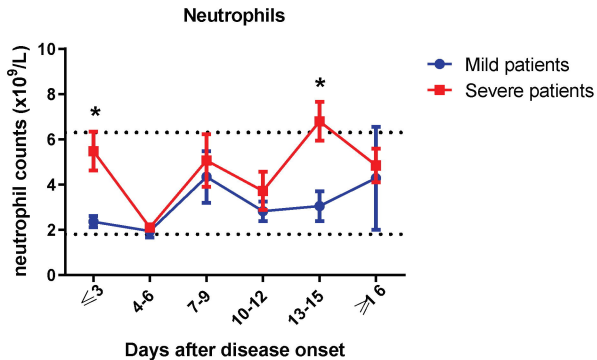 Neutrophils
neutrophil counts (x10⁹/L)
10
8
6
4
2
0
*
*
Mild patients
Severe patients
≤3
4-6
7-9
10-12
13-15
≥16
Days after disease onset